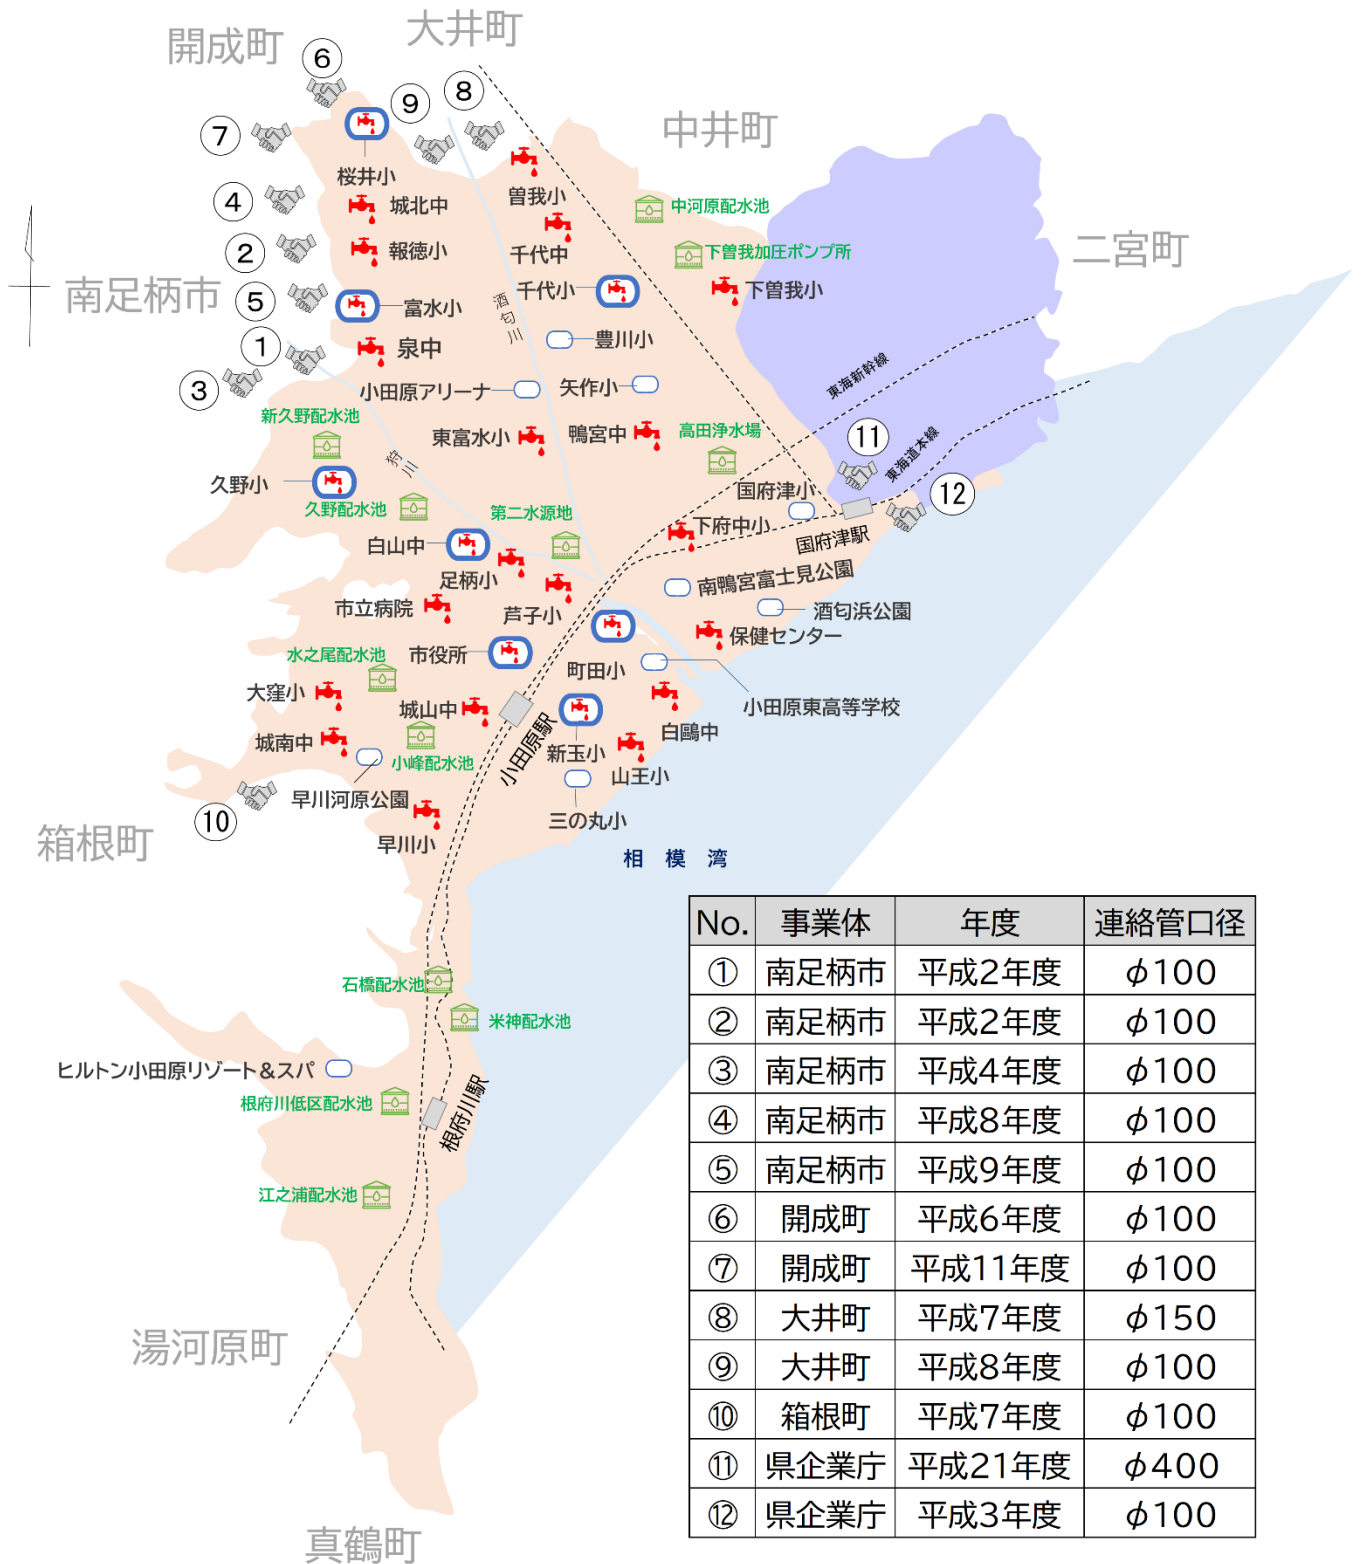 大井町
開成町
⑥
⑨
⑧
⑦
中井町
桜井小
曽我小
④
城北中
中河原配水池
②
報徳小
千代中
下曽我加圧ポンプ所
二宮町
南足柄市
⑤
千代小
下曽我小
富水小
酒匂川
①
泉中
豊川小
③
小田原アリーナ
矢作小
東海新幹線
新久野配水池
東富水小
鴨宮中
高田浄水場
⑪
東海道本線
狩川
久野小
久野配水池
第二水源地
国府津小
⑫
下府中小
国府津駅
白山中
足柄小
南鴨宮富士見公園
市立病院
芦子小
酒匂浜公園
保健センター
水之尾配水池
市役所
町田小
大窪小
小田原東高等学校
城山中
小田原駅
白鷗中
城南中
小峰配水池
新玉小
山王小
早川河原公園
⑩
三の丸小
箱根町
早川小
相模湾
石橋配水池
米神配水池
ヒルトン小田原リゾート＆スパ
根府川低区配水池
根府川駅
江之浦配水池
湯河原町
真鶴町
No. 事業体 年度 連絡管口径
① 南足柄市 平成2年度 φ100
② 南足柄市 平成2年度 φ100
③ 南足柄市 平成4年度 φ100
④ 南足柄市 平成8年度 φ100
⑤ 南足柄市 平成9年度 φ100
⑥ 開成町 平成6年度 φ100
⑦ 開成町 平成11年度 φ100
⑧ 大井町 平成7年度 φ150
⑨ 大井町 平成8年度 φ100
⑩ 箱根町 平成7年度 φ100
⑪ 県企業庁 平成21年度 φ400
⑫ 県企業庁 平成3年度 φ100